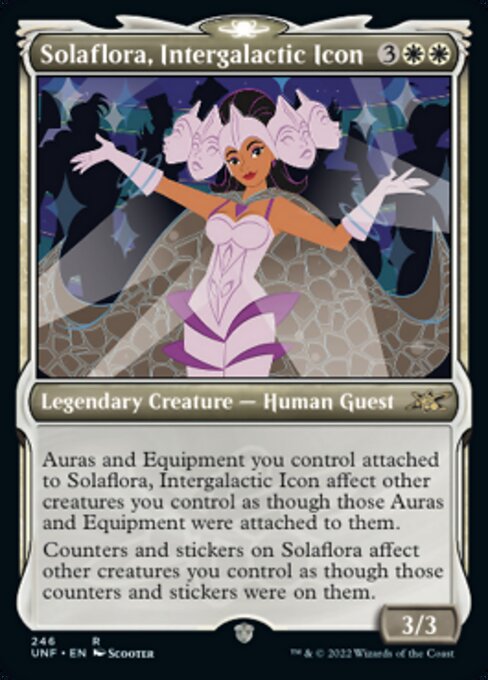 Solaflora, Intergalactic Icon 3
Legendary Creature — Human Guest
Auras and Equipment you control attached
to Solaflora, Intergalactic Icon affect other
creatures you control as though those Auras
and Equipment were attached to them.
Counters and stickers on Solaflora affect
other creatures you control as though those
counters and stickers were on them.
3/3
246 R
UNF • EN Scooter
™ & © 2022 Wizards of the Coast